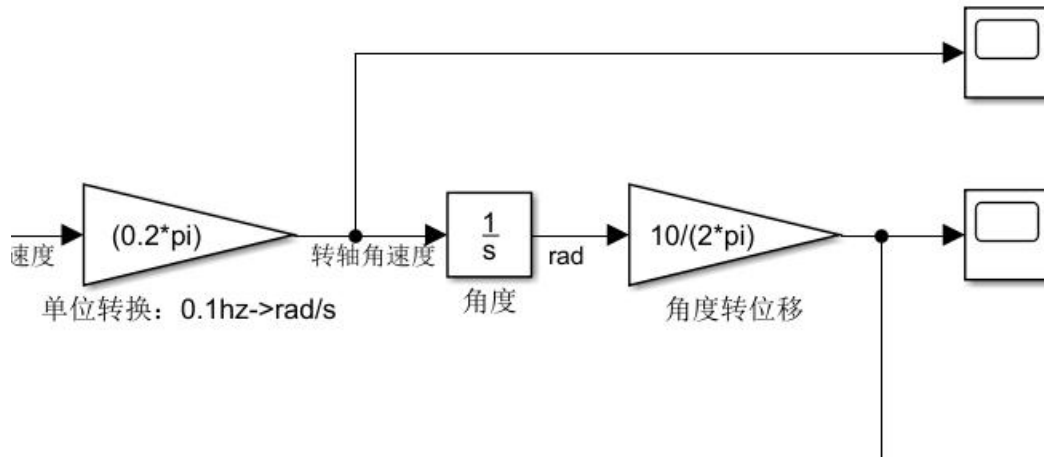 (0.2*pi)
1
s
10/(2*pi)
速度
转轴角速度
rad
单位转换：0.1hz->rad/s
角度
角度转位移